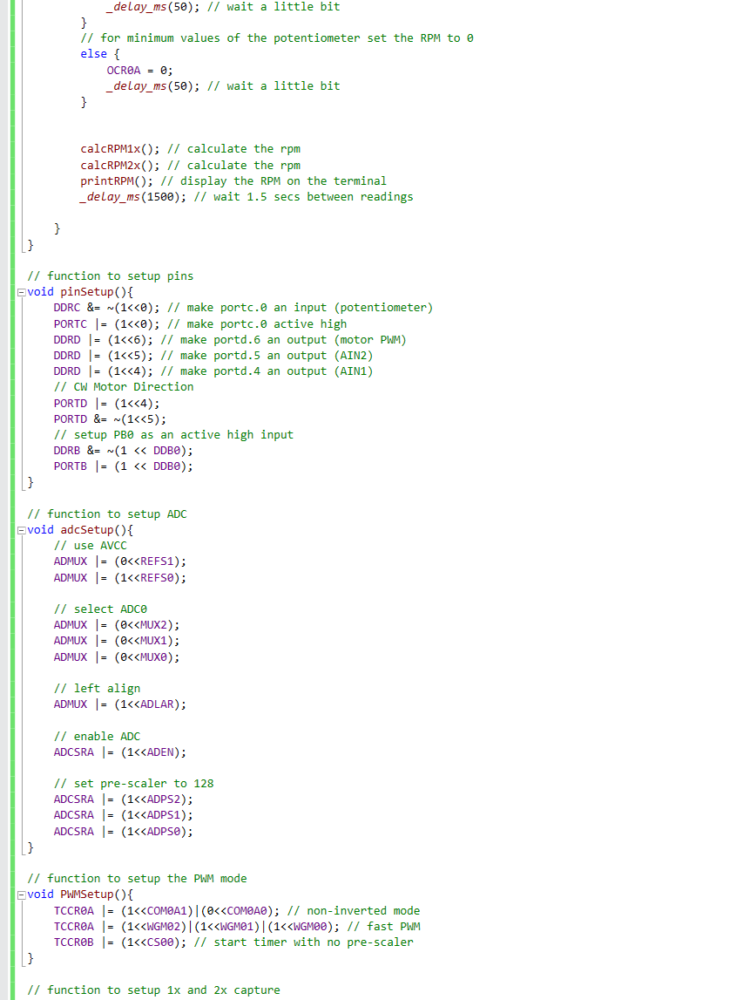 _delay_ms(50); // wait a little bit
}
// for minimum values of the potentiometer set the RPM to 0
else {
OCR0A = 0;
_delay_ms(50); // wait a little bit
}
calcRPM1x(); // calculate the rpm
calcRPM2x(); // calculate the rpm
printRPM(); // display the RPM on the terminal
_delay_ms(1500); // wait 1.5 secs between readings
}
}
// function to setup pins
void pinSetup(){
DDRC &= ~(1<<0); // make portc.0 an input (potentiometer)
PORTC |= (1<<0); // make portc.0 active high
DDRD |= (1<<6); // make portd.6 an output (motor PWM)
DDRD |= (1<<5); // make portd.5 an output (AIN2)
DDRD |= (1<<4); // make portd.4 an output (AIN1)
// CW Motor Direction
PORTD |= (1<<4);
PORTD &= ~(1<<5);
// setup PB0 as an active high input
DDRB &= ~(1 << DDB0);
PORTB |= (1 << DDB0);
}
// function to setup ADC
void adcSetup(){
// use AVCC
ADMUX |= (0<<REFS1);
ADMUX |= (1<<REFS0);
// select ADC0
ADMUX |= (0<<MUX2);
ADMUX |= (0<<MUX1);
ADMUX |= (0<<MUX0);
// left align
ADMUX |= (1<<ADLAR);
// enable ADC
ADCSRA |= (1<<ADEN);
// set pre-scaler to 128
ADCSRA |= (1<<ADPS2);
ADCSRA |= (1<<ADPS1);
ADCSRA |= (1<<ADPS0);
}
// function to setup the PWM mode
void PWMSetup(){
TCCR0A |= (1<<COM0A1)|(0<<COM0A0); // non-inverted mode
TCCR0A |= (1<<WGM02)|(1<<WGM01)|(1<<WGM00); // fast PWM
TCCR0B |= (1<<CS00); // start timer with no pre-scaler
}
// function to setup 1x and 2x capture